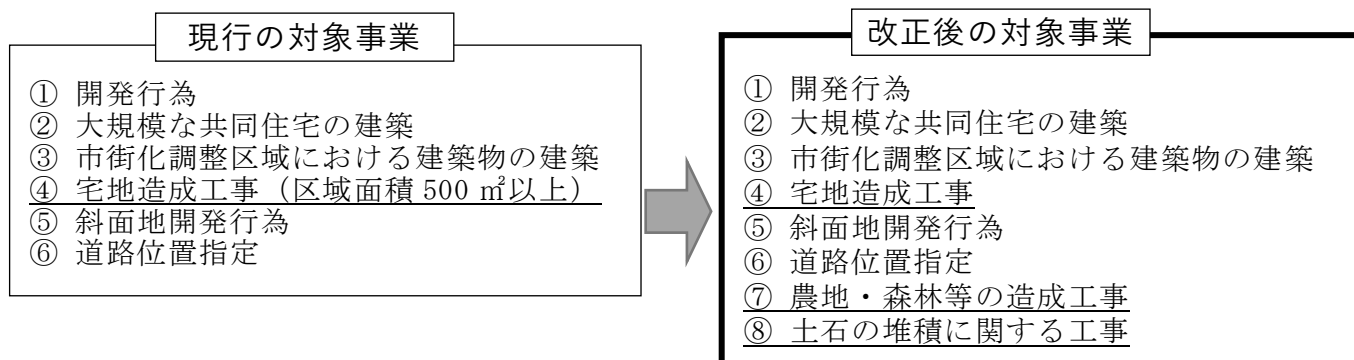 現行の対象事業
① 開発行為
② 大規模な共同住宅の建築
③ 市街化調整区域における建築物の建築
④ 宅地造成工事（区域面積 500 ㎡以上）
⑤ 斜面地開発行為
⑥ 道路位置指定
改正後の対象事業
① 開発行為
② 大規模な共同住宅の建築
③ 市街化調整区域における建築物の建築
④ 宅地造成工事
⑤ 斜面地開発行為
⑥ 道路位置指定
⑦ 農地・森林等の造成工事
⑧ 土石の堆積に関する工事